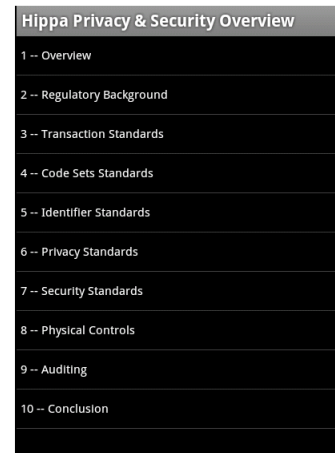 Hippa Privacy & Security Overview
1 -- Overview
2 -- Regulatory Background
3 -- Transaction Standards
4 -- Code Sets Standards
5 -- Identifier Standards
6 -- Privacy Standards
7 -- Security Standards
8 -- Physical Controls
9 -- Auditing
10 -- Conclusion